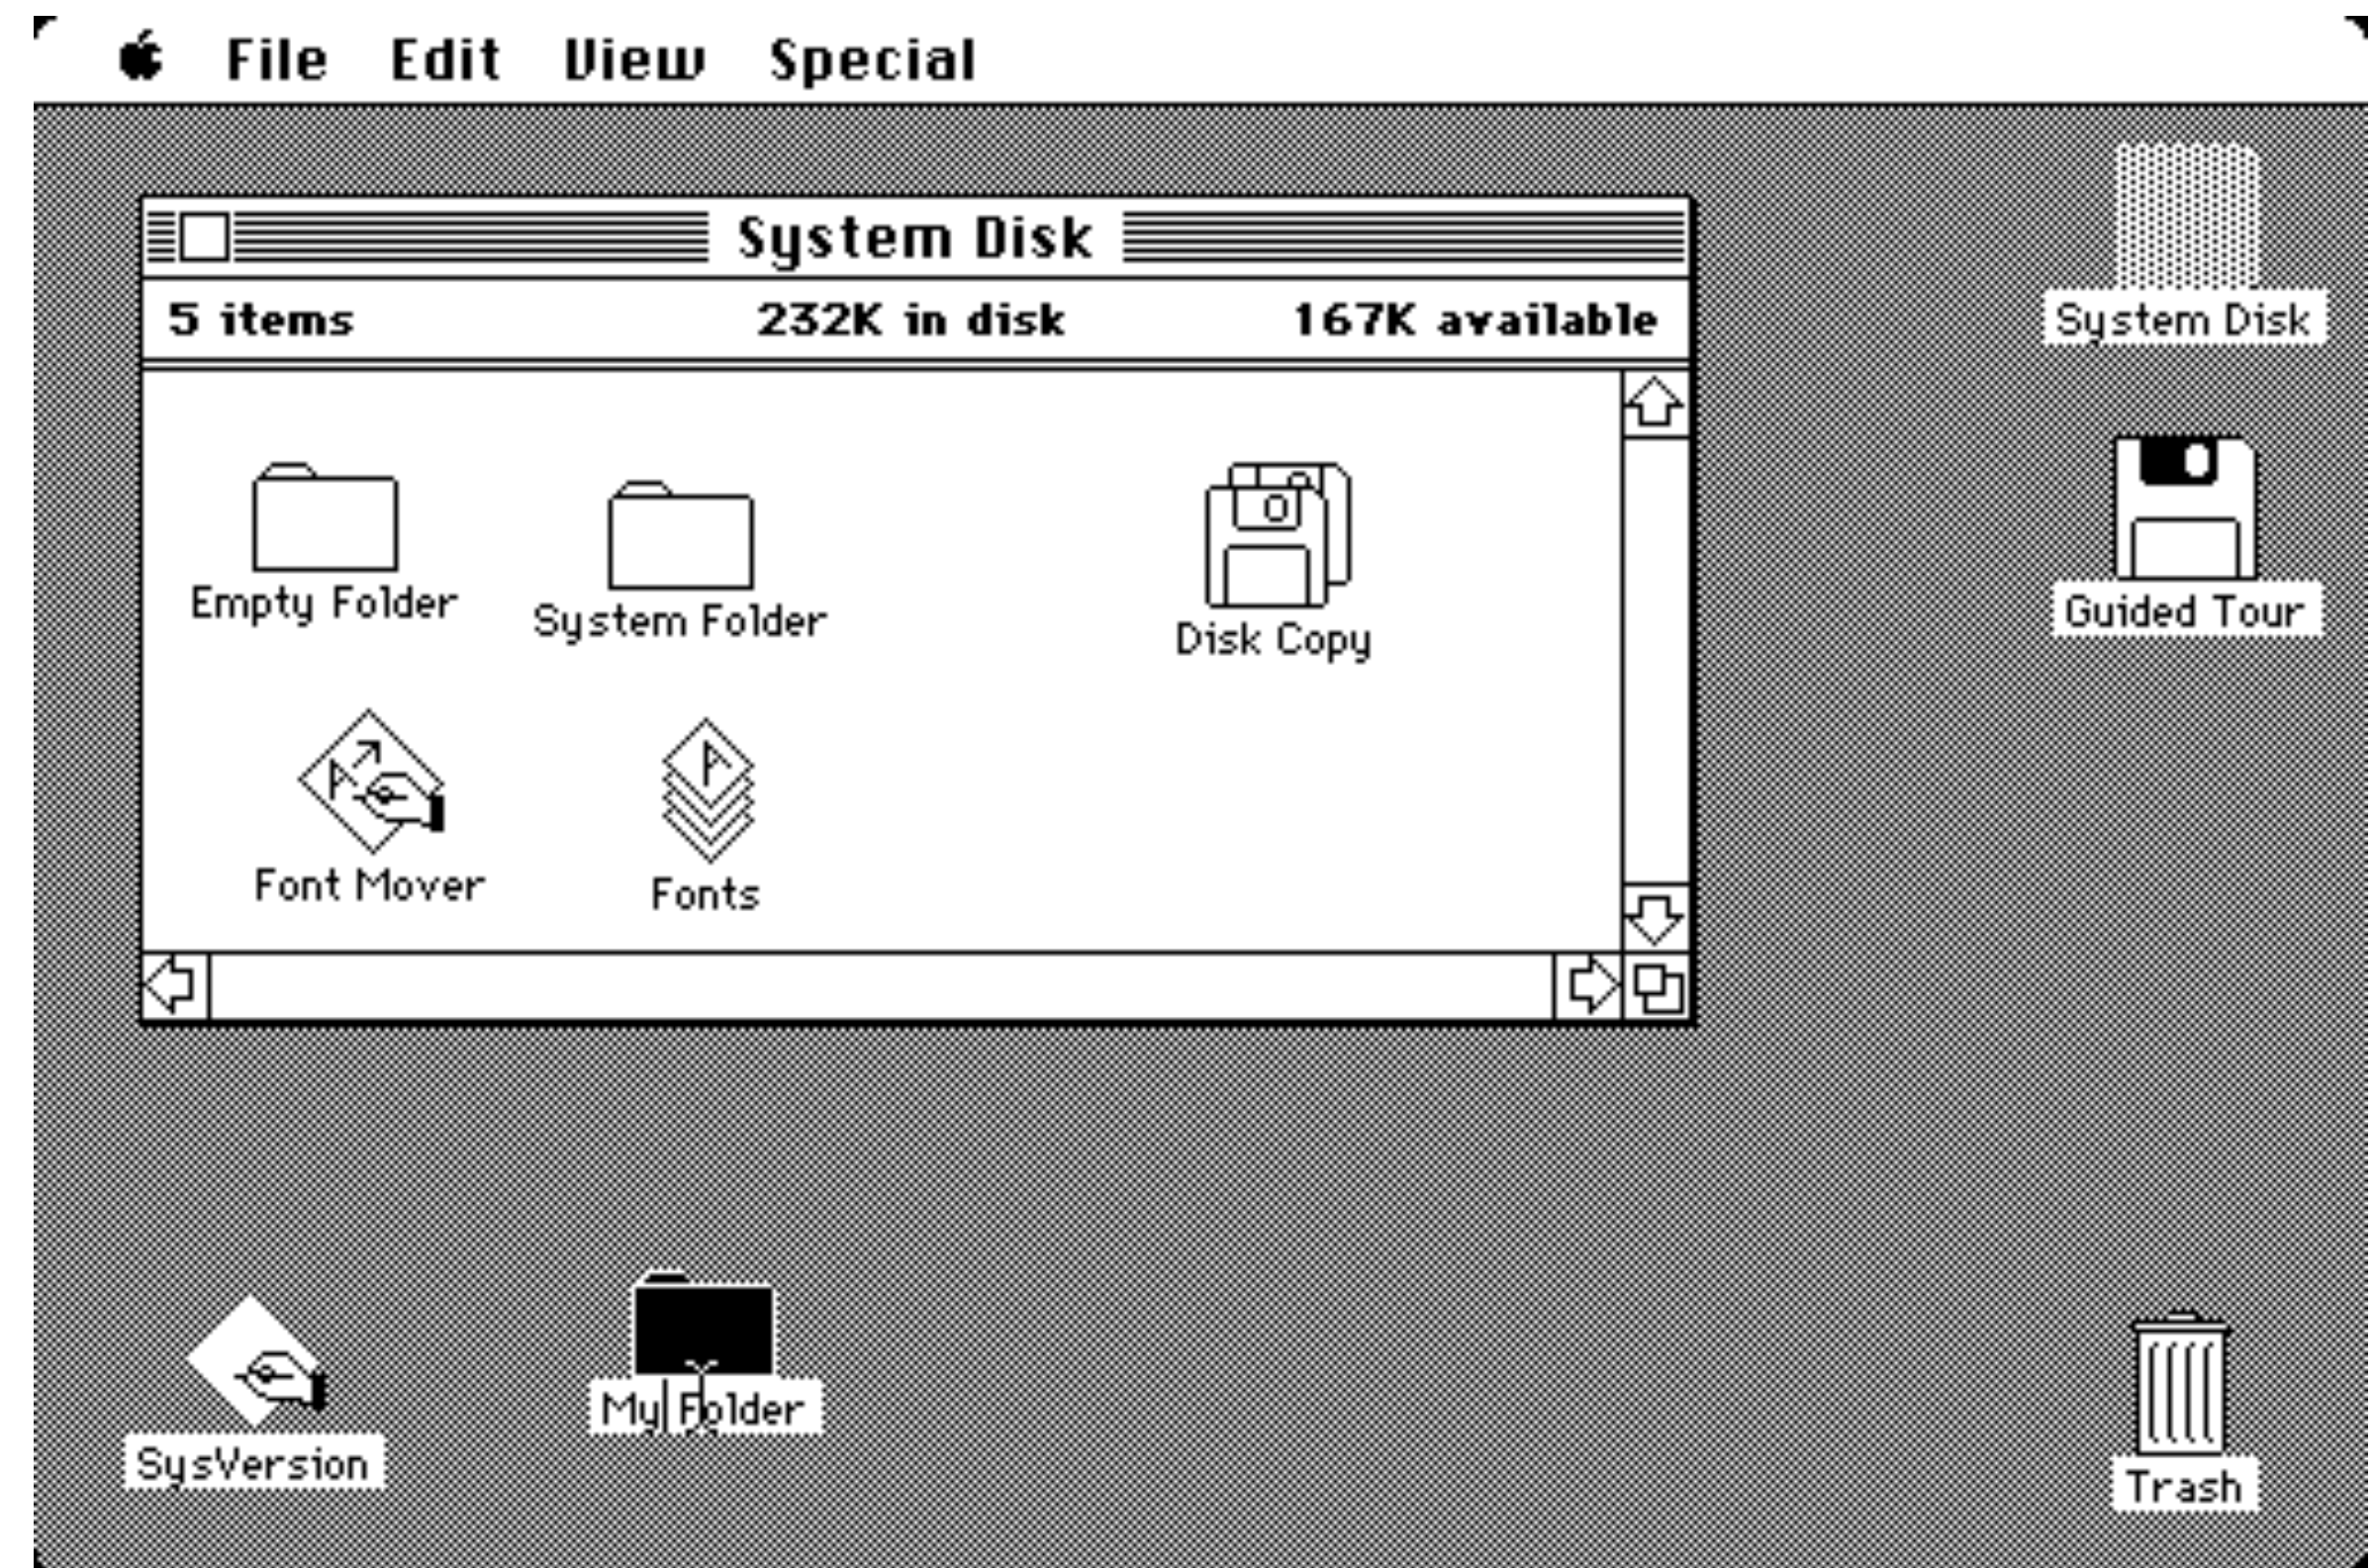 File Edit View Special
System Disk
5 items 232K in disk 167K available
System Disk
Empty Folder System Folder Disk Copy
Guided Tour
Font Mover Fonts
My Folder
SysVersion
Trash